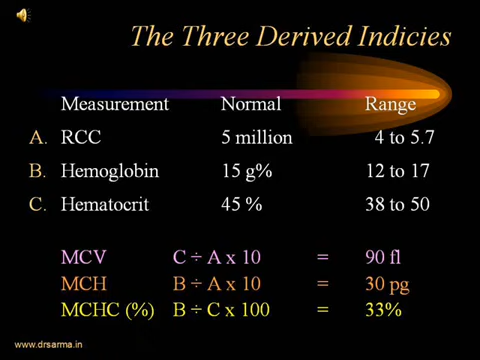 The Three Derived Indicies
Measurement Normal Range
A. RCC 5 million 4 to 5.7
B. Hemoglobin 15 g% 12 to 17
C. Hematocrit 45 % 38 to 50
MCV C ÷ A x 10 = 90 fl
MCH B ÷ A x 10 = 30 pg
MCHC (%) B ÷ C x 100 = 33%
www.drsarma.in